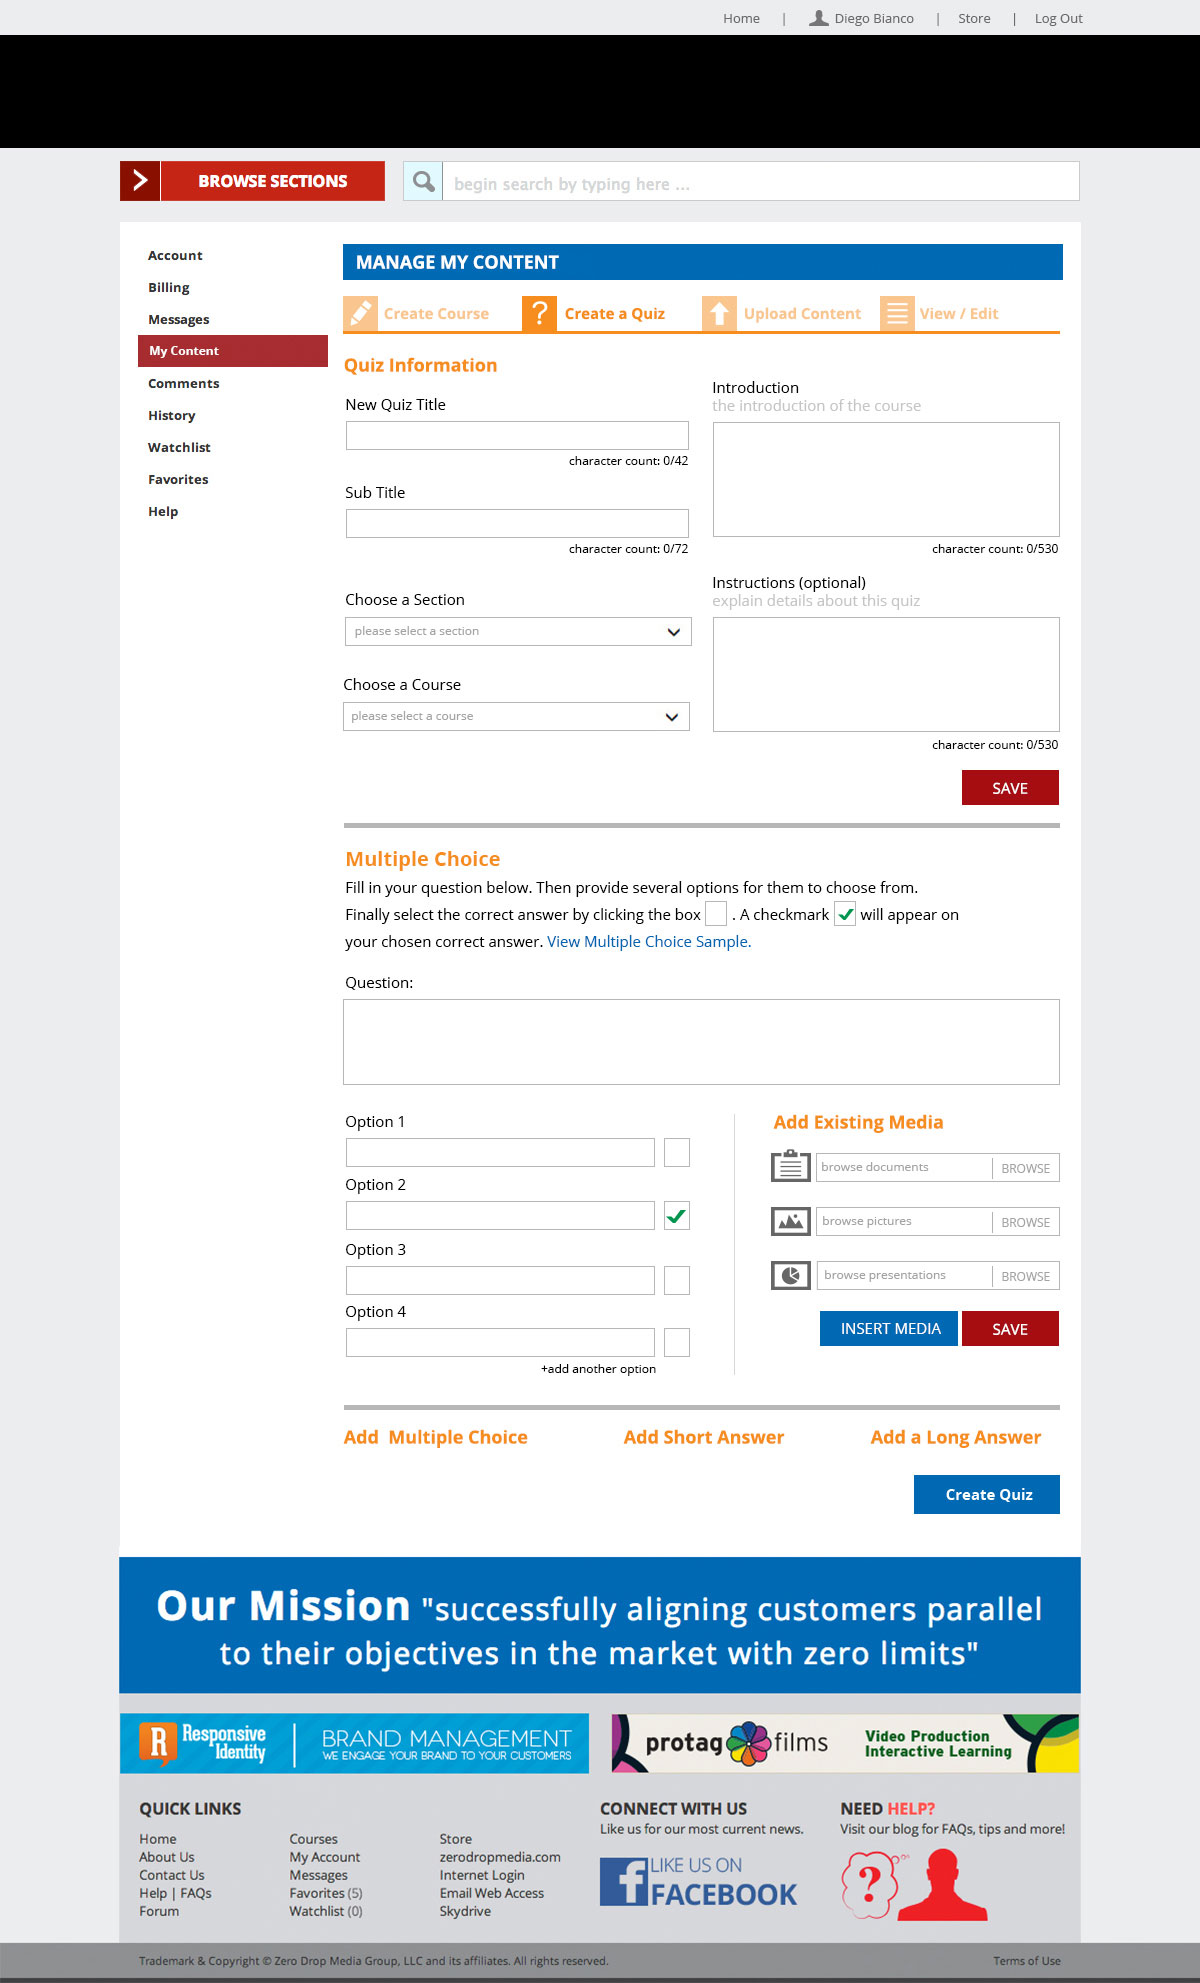 Home | Diego Bianco | Store | Log Out
BROWSE SECTIONS
begin search by typing here ...
Account
Billing
Messages
My Content
Comments
History
Watchlist
Favorites
Help
MANAGE MY CONTENT
Create Course
Create a Quiz
Upload Content
View / Edit
Quiz Information
New Quiz Title
character count: 0/42
Sub Title
character count: 0/72
Choose a Section
please select a section
Choose a Course
please select a course
Introduction
the introduction of the course
character count: 0/530
Instructions (optional)
explain details about this quiz
character count: 0/530
SAVE
Multiple Choice
Fill in your question below. Then provide several options for them to choose from.
Finally select the correct answer by clicking the box . A checkmark will appear on
your chosen correct answer. View Multiple Choice Sample.
Question:
Option 1
Option 2
Option 3
Option 4
+add another option
Add Existing Media
browse documents BROWSE
browse pictures BROWSE
browse presentations BROWSE
INSERT MEDIA SAVE
Add Multiple Choice
Add Short Answer
Add a Long Answer
Create Quiz
Our Mission "successfully aligning customers parallel
to their objectives in the market with zero limits"
R Responsive
Identity
BRAND MANAGEMENT
WE ENGAGE YOUR BRAND TO YOUR CUSTOMERS
protag films
Video Production
Interactive Learning
QUICK LINKS
Home
About Us
Contact Us
Help | FAQs
Forum
Courses
My Account
Messages
Favorites (5)
Watchlist (0)
Store
zerodropmedia.com
Internet Login
Email Web Access
Skydrive
CONNECT WITH US
Like us for our most current news.
f LIKE US ON
FACEBOOK
NEED HELP?
Visit our blog for FAQs, tips and more!
?
Trademark & Copyright © Zero Drop Media Group, LLC and its affiliates. All rights reserved.
Terms of Use